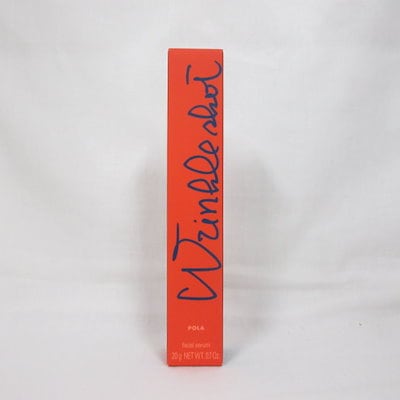 Wrinkle shot
POLA
facial serum
20g NET WT. 0.7 Oz.